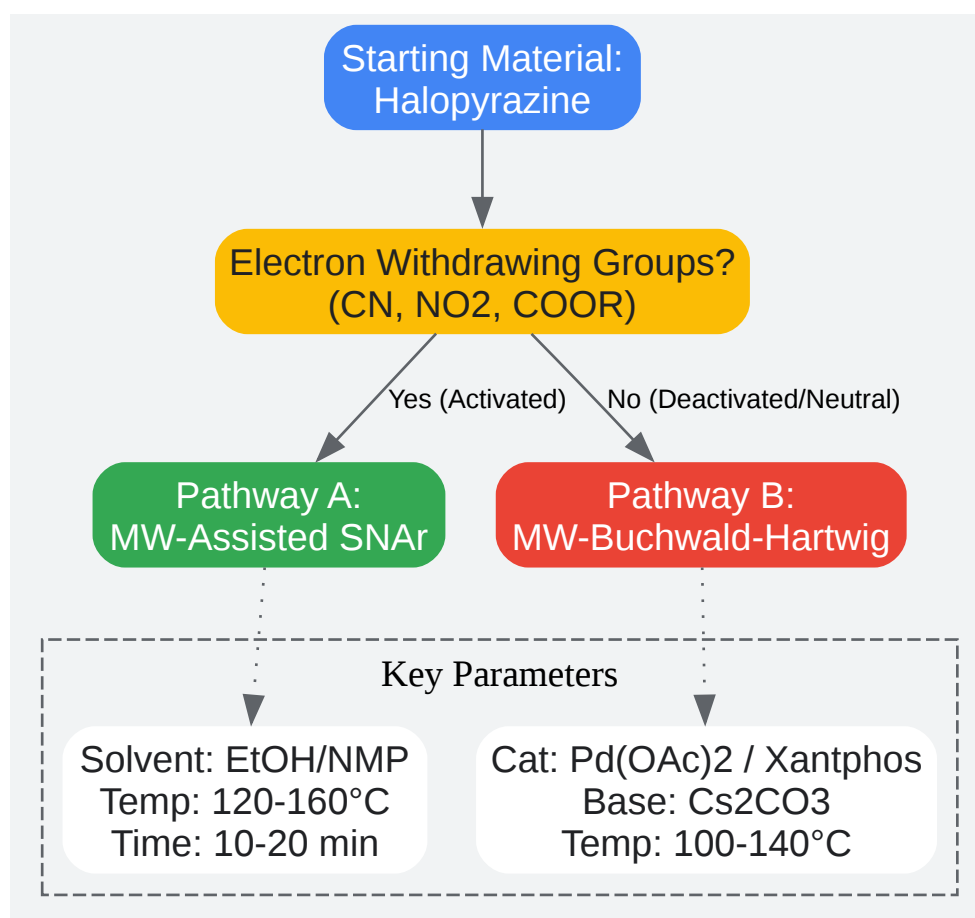 Starting Material:
Halopyrazine
Electron Withdrawing Groups?
(CN, NO2, COOR)
Yes (Activated)
No (Deactivated/Neutral)
Pathway A:
MW-Assisted SNAr
Pathway B:
MW-Buchwald-Hartwig
Key Parameters
Solvent: EtOH/NMP
Temp: 120-160°C
Time: 10-20 min
Cat: Pd(OAc)2 / Xantphos
Base: Cs2CO3
Temp: 100-140°C